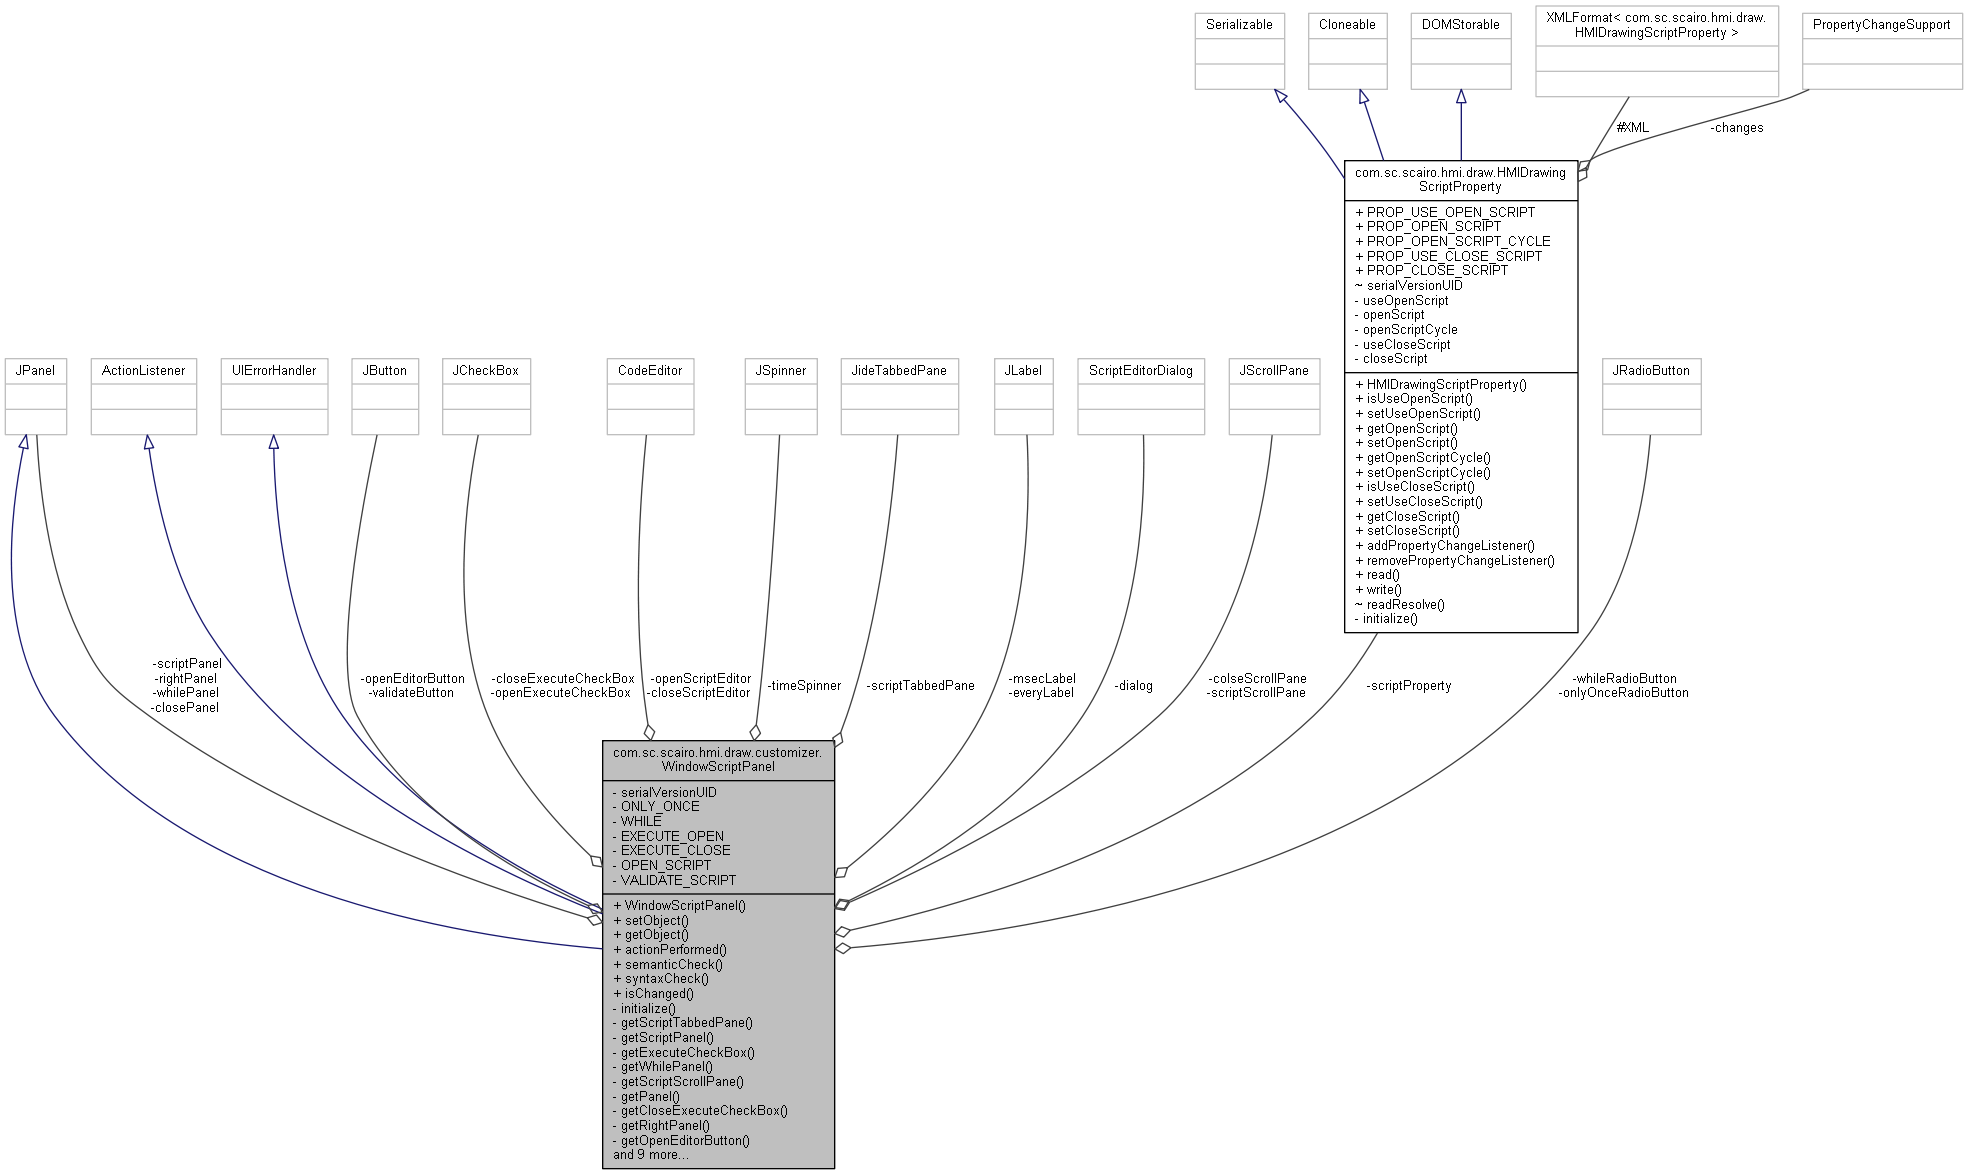 Serializable
Cloneable
DOMStorable
XMLFormat< com.sc.scairo.hmi.draw.
HMIDrawingScriptProperty >
PropertyChangeSupport
#XML
-changes
com.sc.scairo.hmi.draw.HMIDrawing
ScriptProperty
+ PROP_USE_OPEN_SCRIPT
+ PROP_OPEN_SCRIPT
+ PROP_OPEN_SCRIPT_CYCLE
+ PROP_USE_CLOSE_SCRIPT
+ PROP_CLOSE_SCRIPT
~ serialVersionUID
- useOpenScript
- openScript
- openScriptCycle
- useCloseScript
- closeScript
+ HMIDrawingScriptProperty()
+ isUseOpenScript()
+ setUseOpenScript()
+ getOpenScript()
+ setOpenScript()
+ getOpenScriptCycle()
+ setOpenScriptCycle()
+ isUseCloseScript()
+ setUseCloseScript()
+ getCloseScript()
+ setCloseScript()
+ addPropertyChangeListener()
+ removePropertyChangeListener()
+ read()
+ write()
~ readResolve()
- initialize()
JPanel
ActionListener
UIErrorHandler
JButton
JCheckBox
CodeEditor
JSpinner
JideTabbedPane
JLabel
ScriptEditorDialog
JScrollPane
JRadioButton
-scriptPanel
-rightPanel
-whilePanel
-closePanel
-openEditorButton
-validateButton
-closeExecuteCheckBox
-openExecuteCheckBox
-openScriptEditor
-closeScriptEditor
-timeSpinner
-scriptTabbedPane
-msecLabel
-everyLabel
-dialog
-colseScrollPane
-scriptScrollPane
-scriptProperty
-whileRadioButton
-onlyOnceRadioButton
com.sc.scairo.hmi.draw.customizer.
WindowScriptPanel
- serialVersionUID
- ONLY_ONCE
- WHILE
- EXECUTE_OPEN
- EXECUTE_CLOSE
- OPEN_SCRIPT
- VALIDATE_SCRIPT
+ WindowScriptPanel()
+ setObject()
+ getObject()
+ actionPerformed()
+ semanticCheck()
+ syntaxCheck()
+ isChanged()
- initialize()
- getScriptTabbedPane()
- getScriptPanel()
- getExecuteCheckBox()
- getWhilePanel()
- getScriptScrollPane()
- getPanel()
- getCloseExecuteCheckBox()
- getRightPanel()
- getOpenEditorButton()
and 9 more...